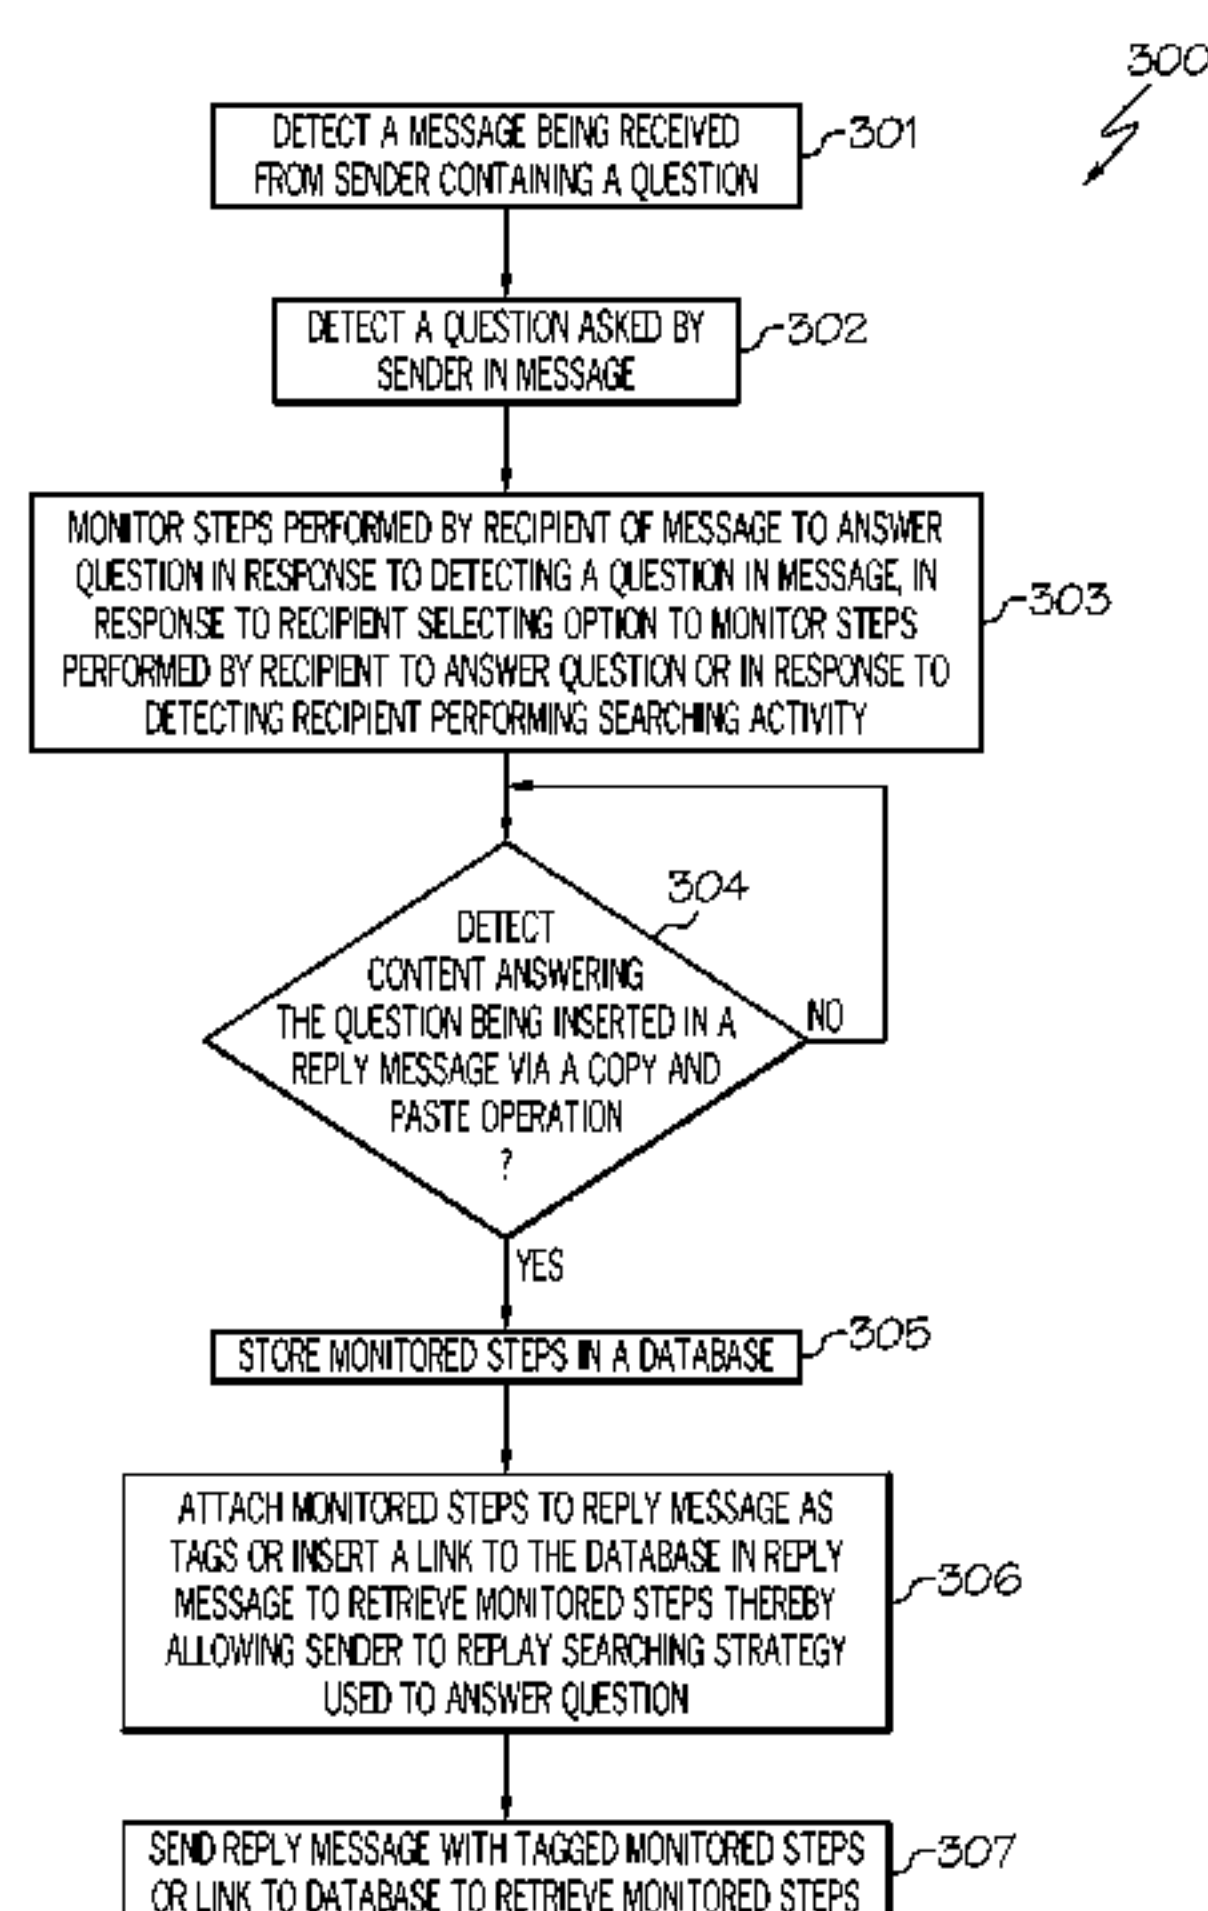 300
DETECT A MESSAGE BEING RECEIVED
FROM SENDER CONTAINING A QUESTION
301
DETECT A QUESTION ASKED BY
SENDER IN MESSAGE
302
MONITOR STEPS PERFORMED BY RECIPIENT OF MESSAGE TO ANSWER
QUESTION IN RESPONSE TO DETECTING A QUESTION IN MESSAGE, IN
RESPONSE TO RECIPIENT SELECTING OPTION TO MONITOR STEPS
PERFORMED BY RECIPIENT TO ANSWER QUESTION OR IN RESPONSE TO
DETECTING RECIPIENT PERFORMING SEARCHING ACTIVITY
303
304
DETECT
CONTENT ANSWERING
THE QUESTION BEING INSERTED IN A
REPLY MESSAGE VIA A COPY AND
PASTE OPERATION
?
NO
YES
STORE MONITORED STEPS IN A DATABASE
305
ATTACH MONITORED STEPS TO REPLY MESSAGE AS
TAGS OR INSERT A LINK TO THE DATABASE IN REPLY
MESSAGE TO RETRIEVE MONITORED STEPS THEREBY
ALLOWING SENDER TO REPLAY SEARCHING STRATEGY
USED TO ANSWER QUESTION
306
SEND REPLY MESSAGE WITH TAGGED MONITORED STEPS
OR LINK TO DATABASE TO RETRIEVE MONITORED STEPS
307